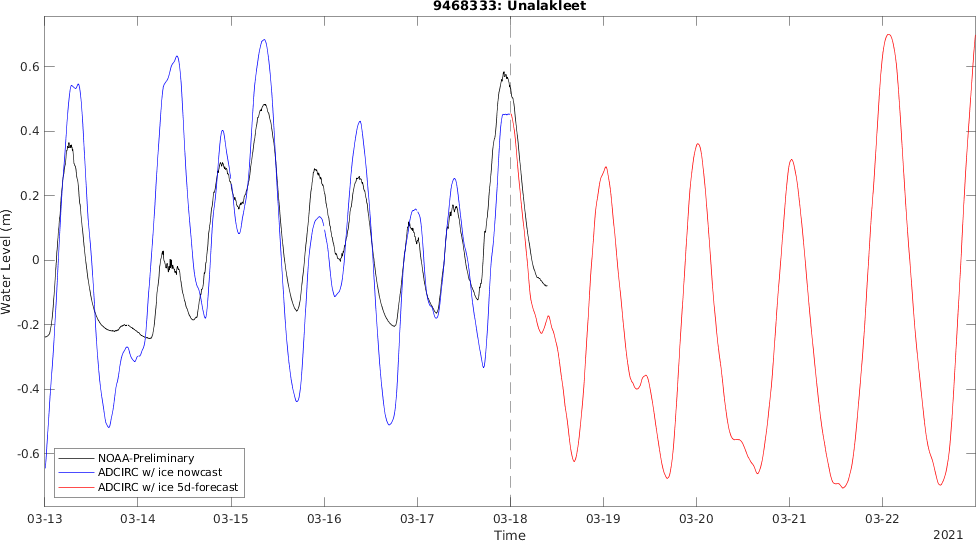 9468333: Unalakleet
Water Level (m)
0.6
0.4
0.2
0
-0.2
-0.4
-0.6
NOAA-Preliminary
ADCIRC w/ ice nowcast
ADCIRC w/ ice 5d-forecast
03-13 03-14 03-15 03-16 03-17 03-18 03-19 03-20 03-21 03-22
Time
2021